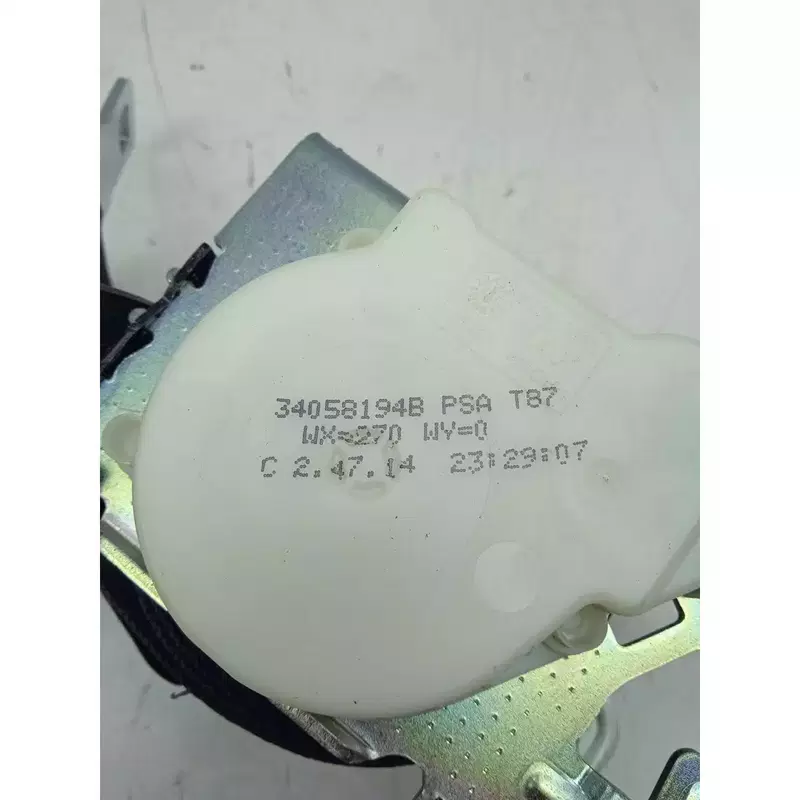 34058194B PSA T87
WX=270 WY=0
C 2.47.14 23:29:07